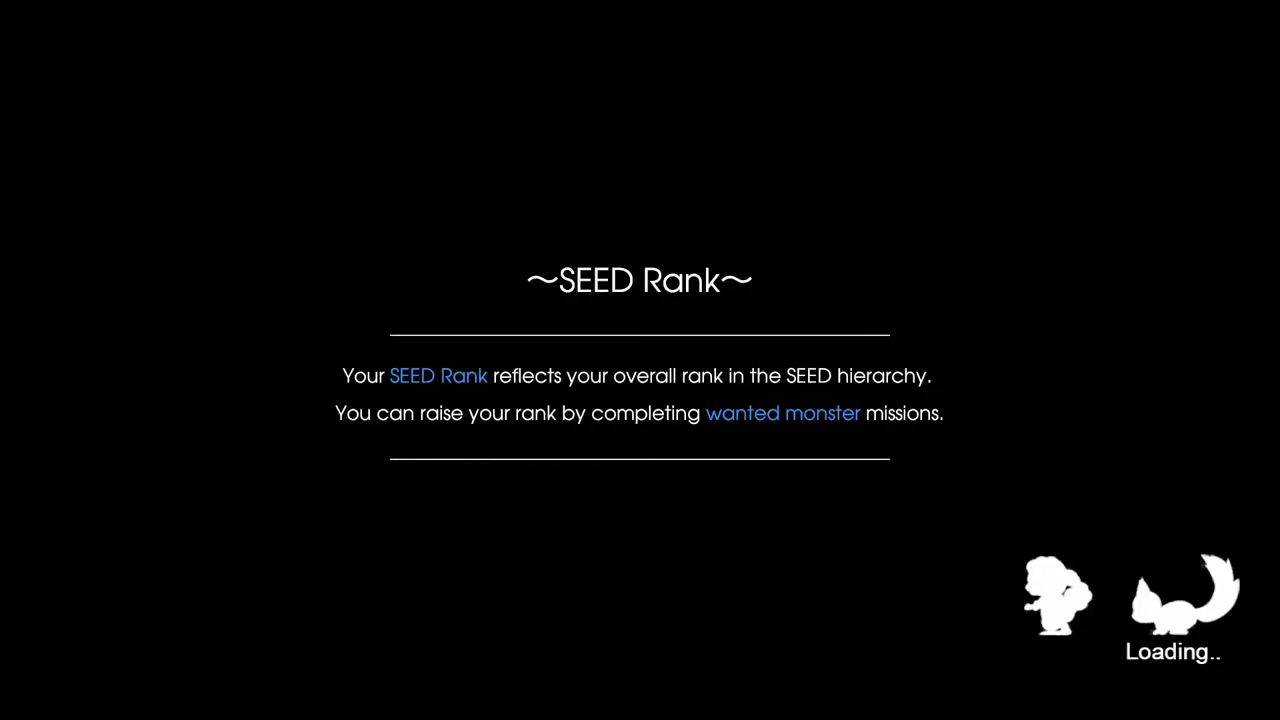 ～SEED Rank～
Your SEED Rank reflects your overall rank in the SEED hierarchy.
You can raise your rank by completing wanted monster missions.
Loading..